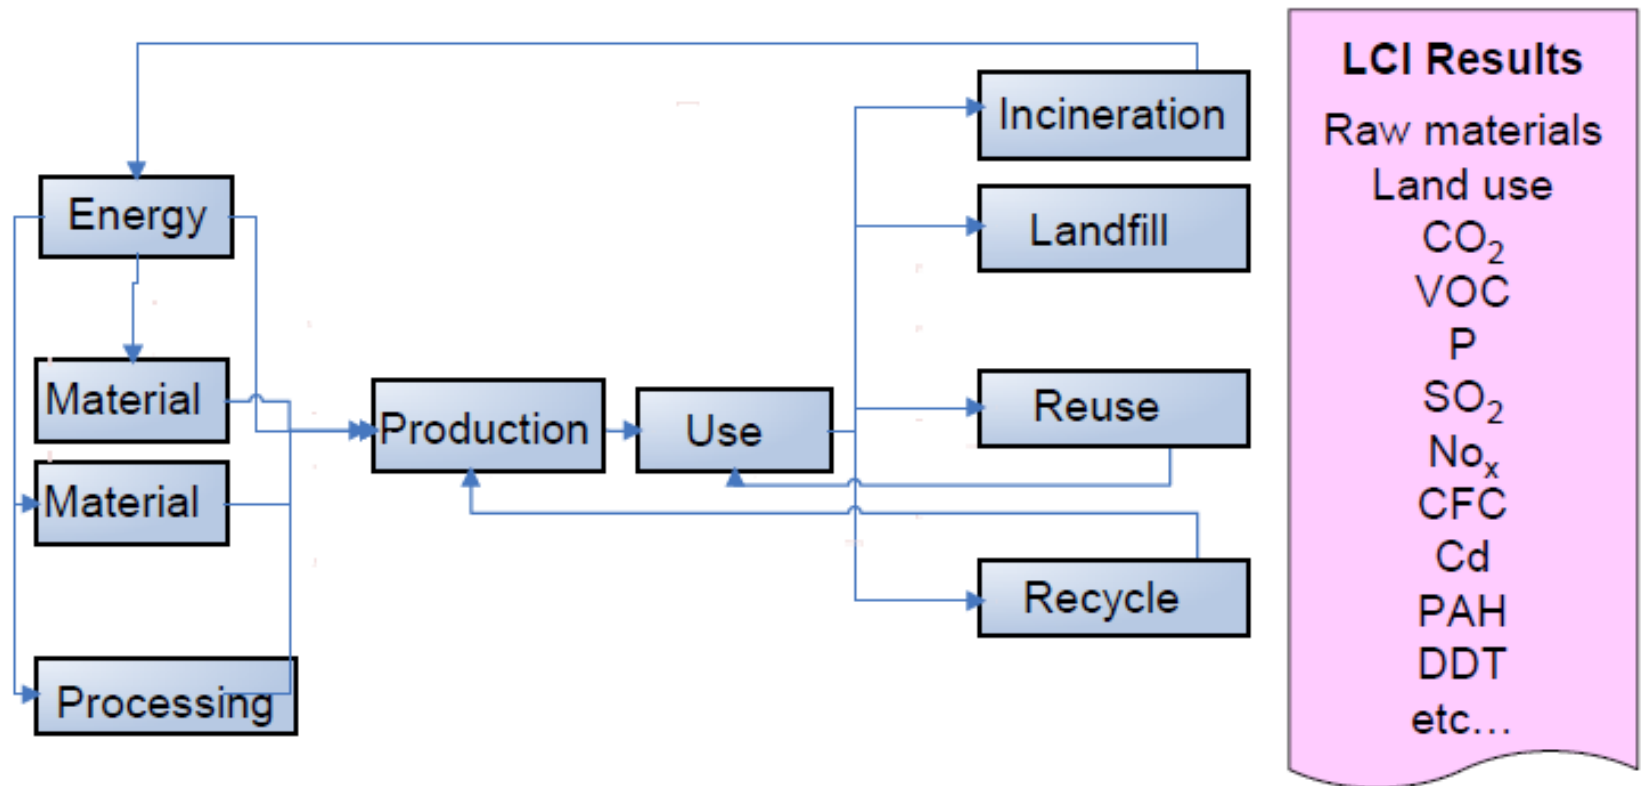 Incineration
Energy
Landfill
Material
Production
Use
Reuse
Material
Recycle
Processing
LCI Results
Raw materials
Land use
CO₂
VOC
P
SO₂
Noₓ
CFC
Cd
PAH
DDT
etc...